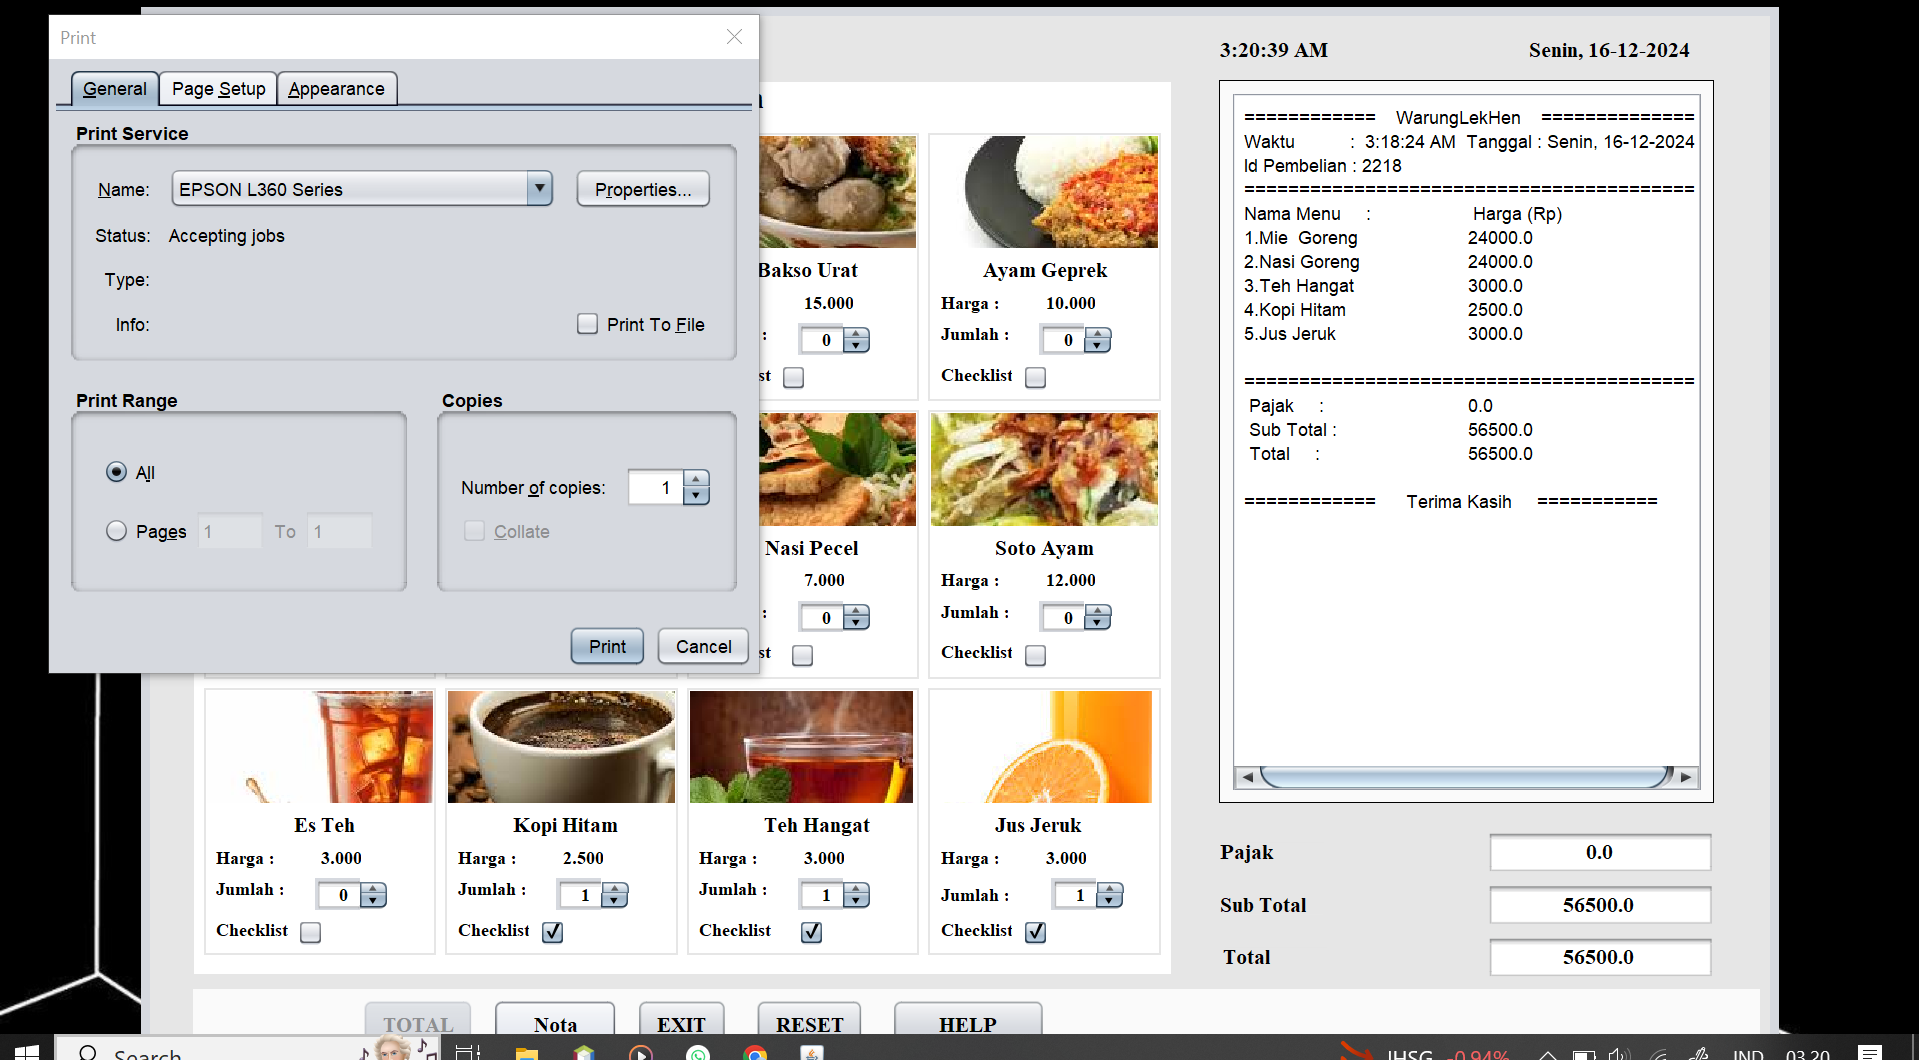 Print
General Page Setup Appearance
Print Service
Name: EPSON L360 Series Properties...
Status: Accepting jobs
Type:
Info: Print To File
Print Range
All
Pages 1 To 1
Copies
Number of copies: 1
Collate
Print Cancel
3:20:39 AM Senin, 16-12-2024
Bakso Urat
15.000
: 0
st
Ayam Geprek
Harga : 10.000
Jumlah : 0
Checklist
Nasi Pecel
7.000
: 0
st
Soto Ayam
Harga : 12.000
Jumlah : 0
Checklist
Es Teh
Harga : 3.000
Jumlah : 0
Checklist
Kopi Hitam
Harga : 2.500
Jumlah : 1
Checklist
Teh Hangat
Harga : 3.000
Jumlah : 1
Checklist
Jus Jeruk
Harga : 3.000
Jumlah : 1
Checklist
============ WarungLekHen ==============
Waktu : 3:18:24 AM Tanggal : Senin, 16-12-2024
Id Pembelian : 2218
=========================================
Nama Menu : Harga (Rp)
1.Mie Goreng 24000.0
2.Nasi Goreng 24000.0
3.Teh Hangat 3000.0
4.Kopi Hitam 2500.0
5.Jus Jeruk 3000.0
=========================================
Pajak : 0.0
Sub Total : 56500.0
Total : 56500.0
============ Terima Kasih ===========
Pajak 0.0
Sub Total 56500.0
Total 56500.0
TOTAL Nota EXIT RESET HELP
Search IHSG -0.94% IND 03.20